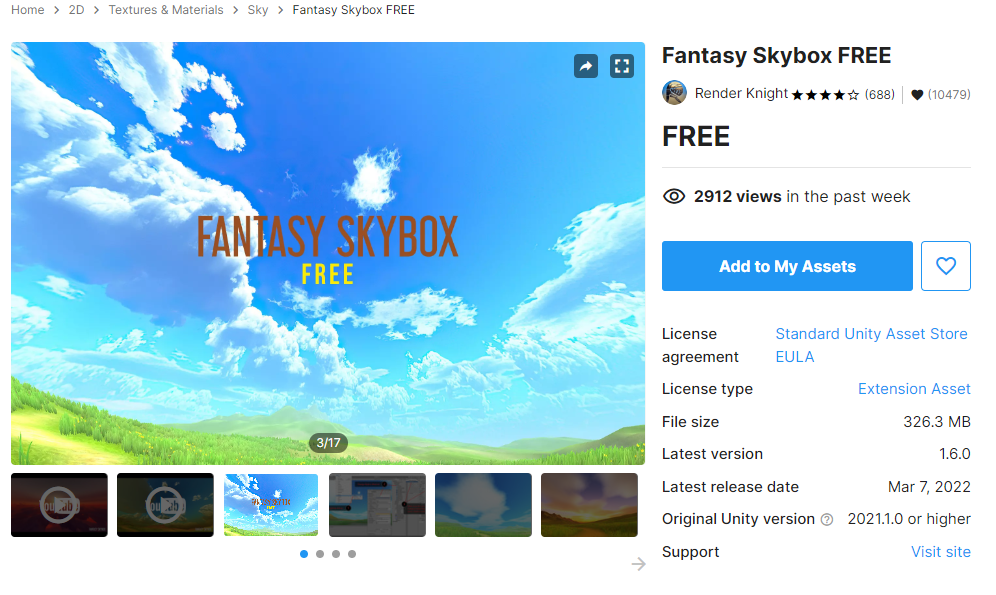 Home > 2D > Textures & Materials > Sky > Fantasy Skybox FREE
FANTASY SKYBOX
FREE
3/17
Fantasy Skybox FREE
Render Knight ★★★★☆ (688) | ♥ (10479)
FREE
2912 views in the past week
Add to My Assets
License agreement Standard Unity Asset Store EULA
License type Extension Asset
File size 326.3 MB
Latest version 1.6.0
Latest release date Mar 7, 2022
Original Unity version ? 2021.1.0 or higher
Support Visit site